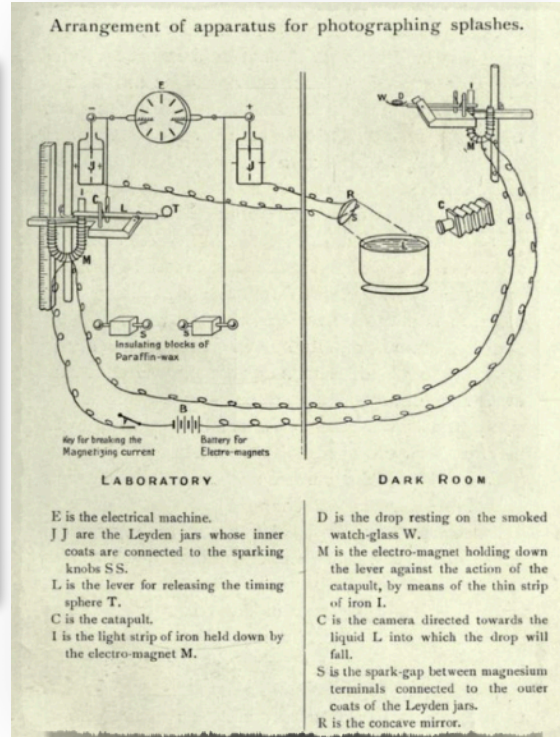 Arrangement of apparatus for photographing splashes.
E
-
+
J
J
C
L
T
M
S
S
Insulating blocks of
Paraffin-wax
R
S
W
D
I
M
C
L
B
Key for breaking the
Magnetizing current
Battery for
Electro-magnets
LABORATORY
E is the electrical machine.
J J are the Leyden jars whose inner
coats are connected to the sparking
knobs S S.
L is the lever for releasing the timing
sphere T.
C is the catapult.
I is the light strip of iron held down by
the electro-magnet M.
DARK ROOM
D is the drop resting on the smoked
watch-glass W.
M is the electro-magnet holding down
the lever against the action of the
catapult, by means of the thin strip
of iron I.
C is the camera directed towards the
liquid L into which the drop will
fall.
S is the spark-gap between magnesium
terminals connected to the outer
coats of the Leyden jars.
R is the concave mirror.